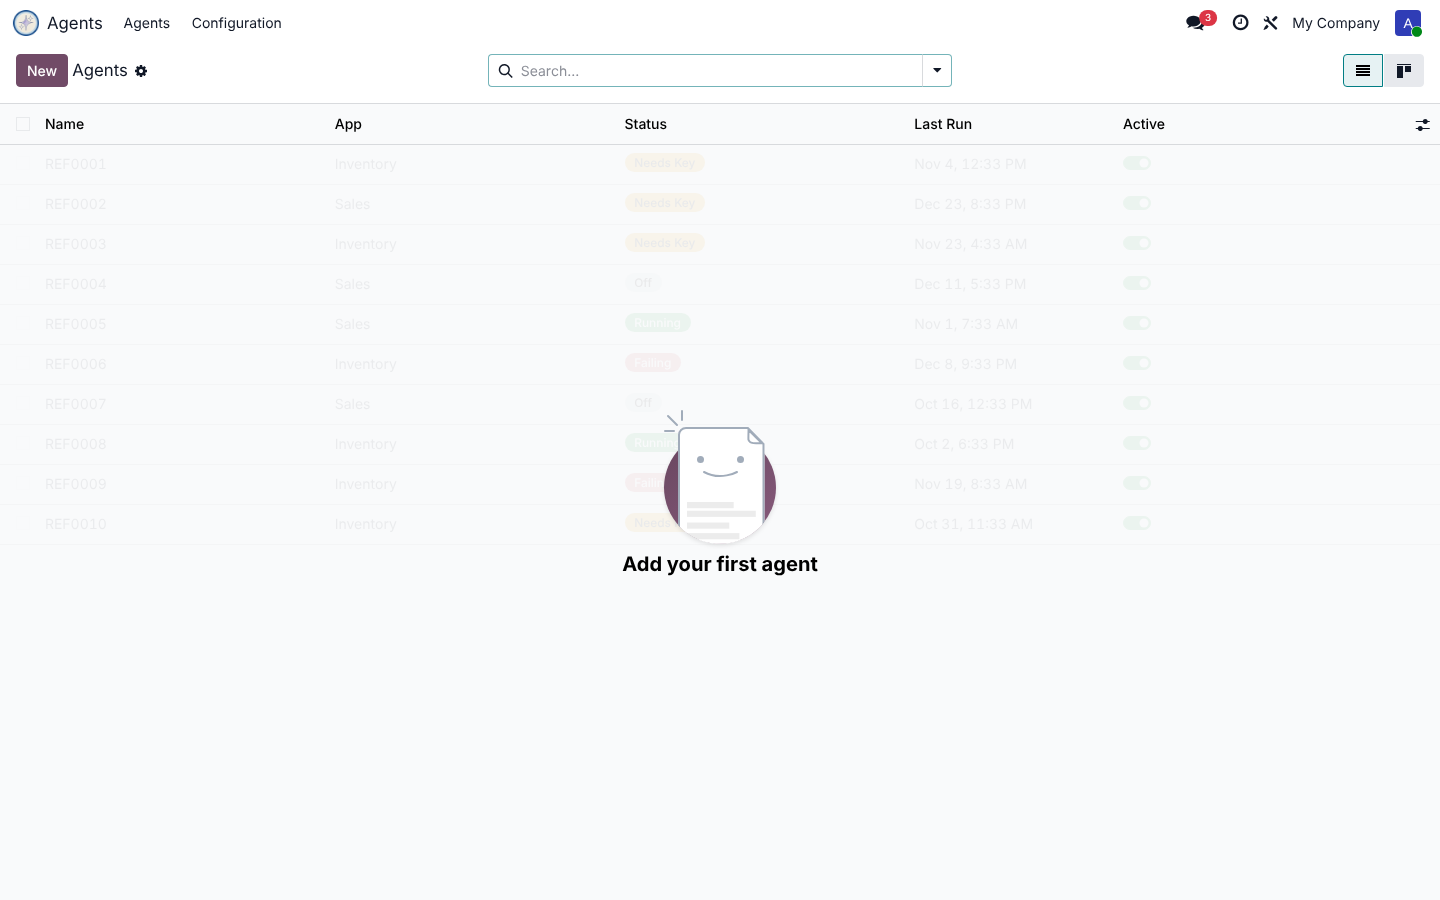 Agents Agents Configuration 3 My Company A
New Agents Search...
Name App Status Last Run Active
REF0001 Inventory Needs Key Nov 4, 12:33 PM
REF0002 Sales Needs Key Dec 23, 8:33 PM
REF0003 Inventory Needs Key Nov 23, 4:33 AM
REF0004 Sales Off Dec 11, 5:33 PM
REF0005 Sales Running Nov 1, 7:33 AM
REF0006 Inventory Failing Dec 8, 9:33 PM
REF0007 Sales Off Oct 16, 12:33 PM
REF0008 Inventory Oct 2, 6:33 PM
REF0009 Inventory Nov 19, 8:33 AM
REF0010 Inventory Needs Oct 31, 11:33 AM
Add your first agent